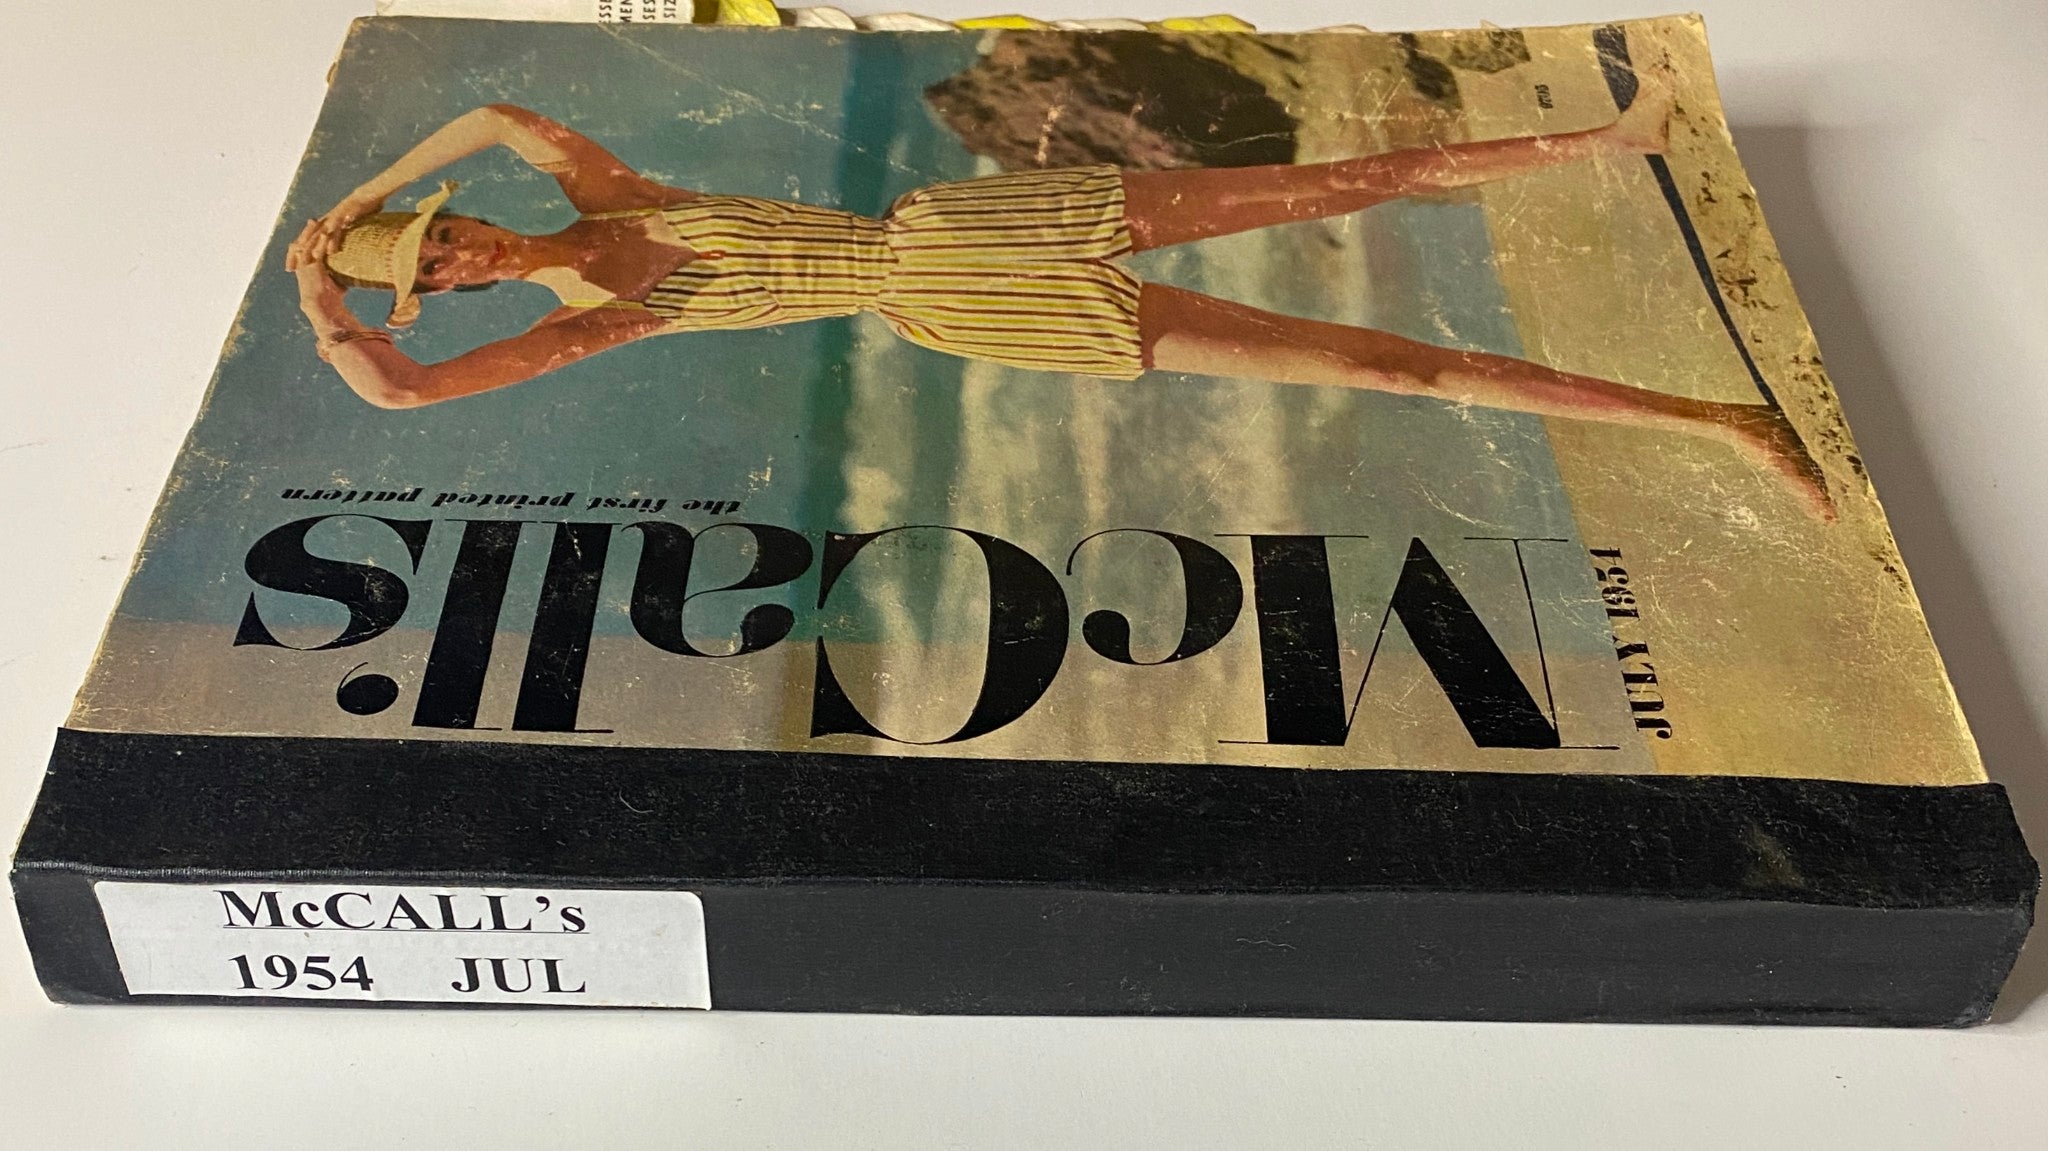 McCall's
the first printed pattern
JULY 1954
McCALL's
1954 JUL